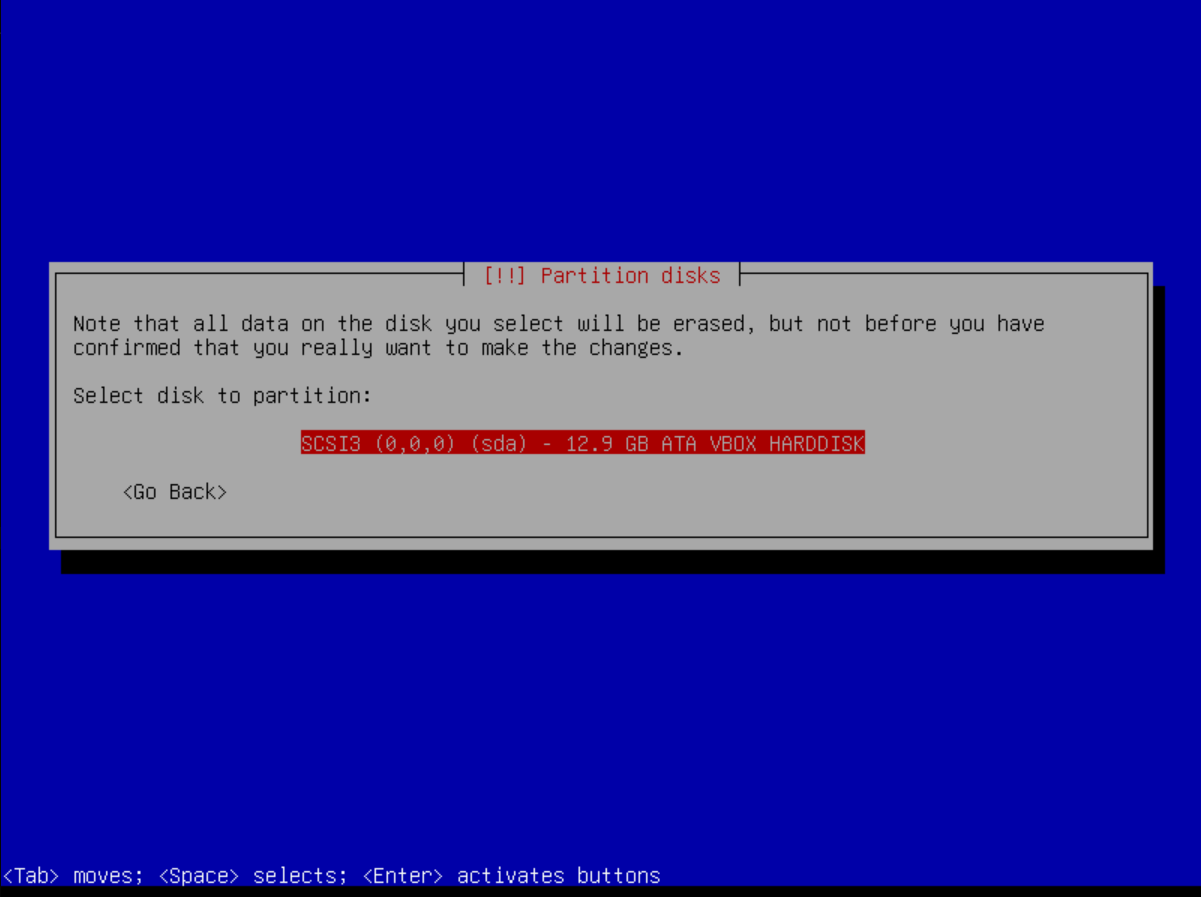 [!!] Partition disks
Note that all data on the disk you select will be erased, but not before you have
confirmed that you really want to make the changes.
Select disk to partition:
SCSI3 (0,0,0) (sda) - 12.9 GB ATA VBOX HARDDISK
<Go Back>
<Tab> moves; <Space> selects; <Enter> activates buttons